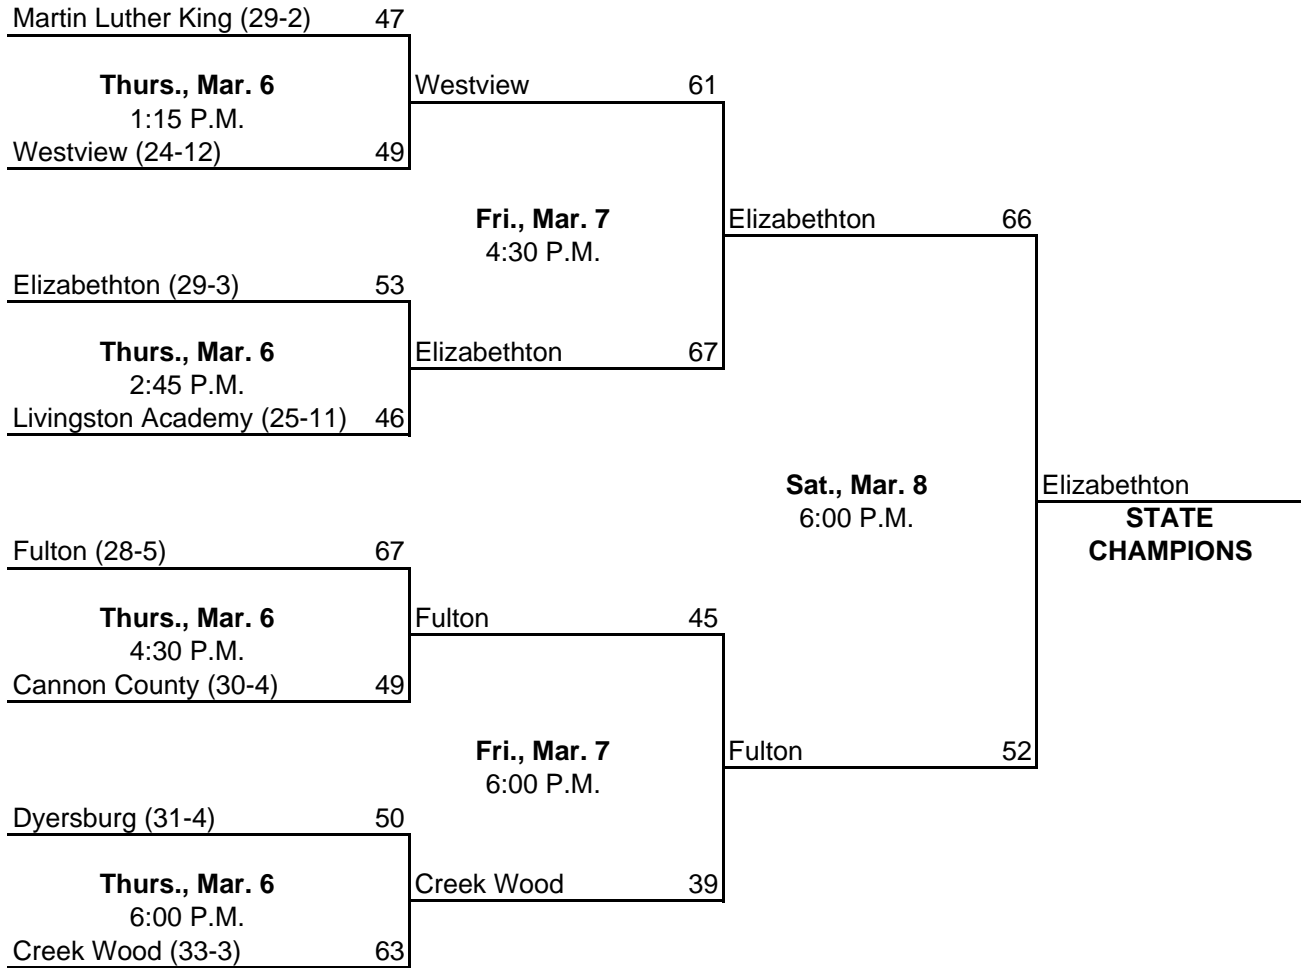 Martin Luther King (29-2) 47
Thurs., Mar. 6
Westview 61
1:15 P.M.
Westview (24-12) 49
Fri., Mar. 7
Elizabethton 66
4:30 P.M.
Elizabethton (29-3) 53
Thurs., Mar. 6
Elizabethton 67
2:45 P.M.
Livingston Academy (25-11) 46
Sat., Mar. 8
Elizabethton
6:00 P.M.
STATE
CHAMPIONS
Fulton (28-5) 67
Thurs., Mar. 6
Fulton 45
4:30 P.M.
Cannon County (30-4) 49
Fri., Mar. 7
Fulton 52
6:00 P.M.
Dyersburg (31-4) 50
Thurs., Mar. 6
Creek Wood 39
6:00 P.M.
Creek Wood (33-3) 63